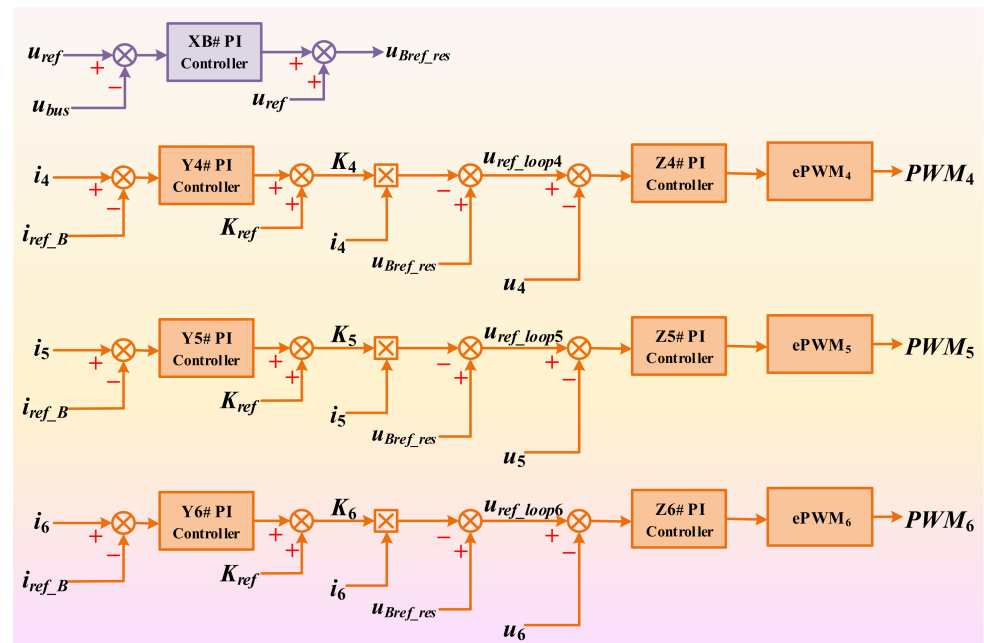 u_ref
+
−
u_bus
XB# PI
Controller
+
+
u_ref
u_Bref_res
i_4
+
−
i_ref_B
Y4# PI
Controller
+
+
K_ref
K_4
i_4
−
+
u_Bref_res
u_ref_loop4
−
u_4
Z4# PI
Controller
ePWM_4
PWM_4
i_5
+
−
i_ref_B
Y5# PI
Controller
+
+
K_ref
K_5
i_5
−
+
u_Bref_res
u_ref_loop5
+
−
u_5
Z5# PI
Controller
ePWM_5
PWM_5
i_6
+
−
i_ref_B
Y6# PI
Controller
+
+
K_ref
K_6
i_6
−
+
u_Bref_res
u_ref_loop6
+
−
u_6
Z6# PI
Controller
ePWM_6
PWM_6